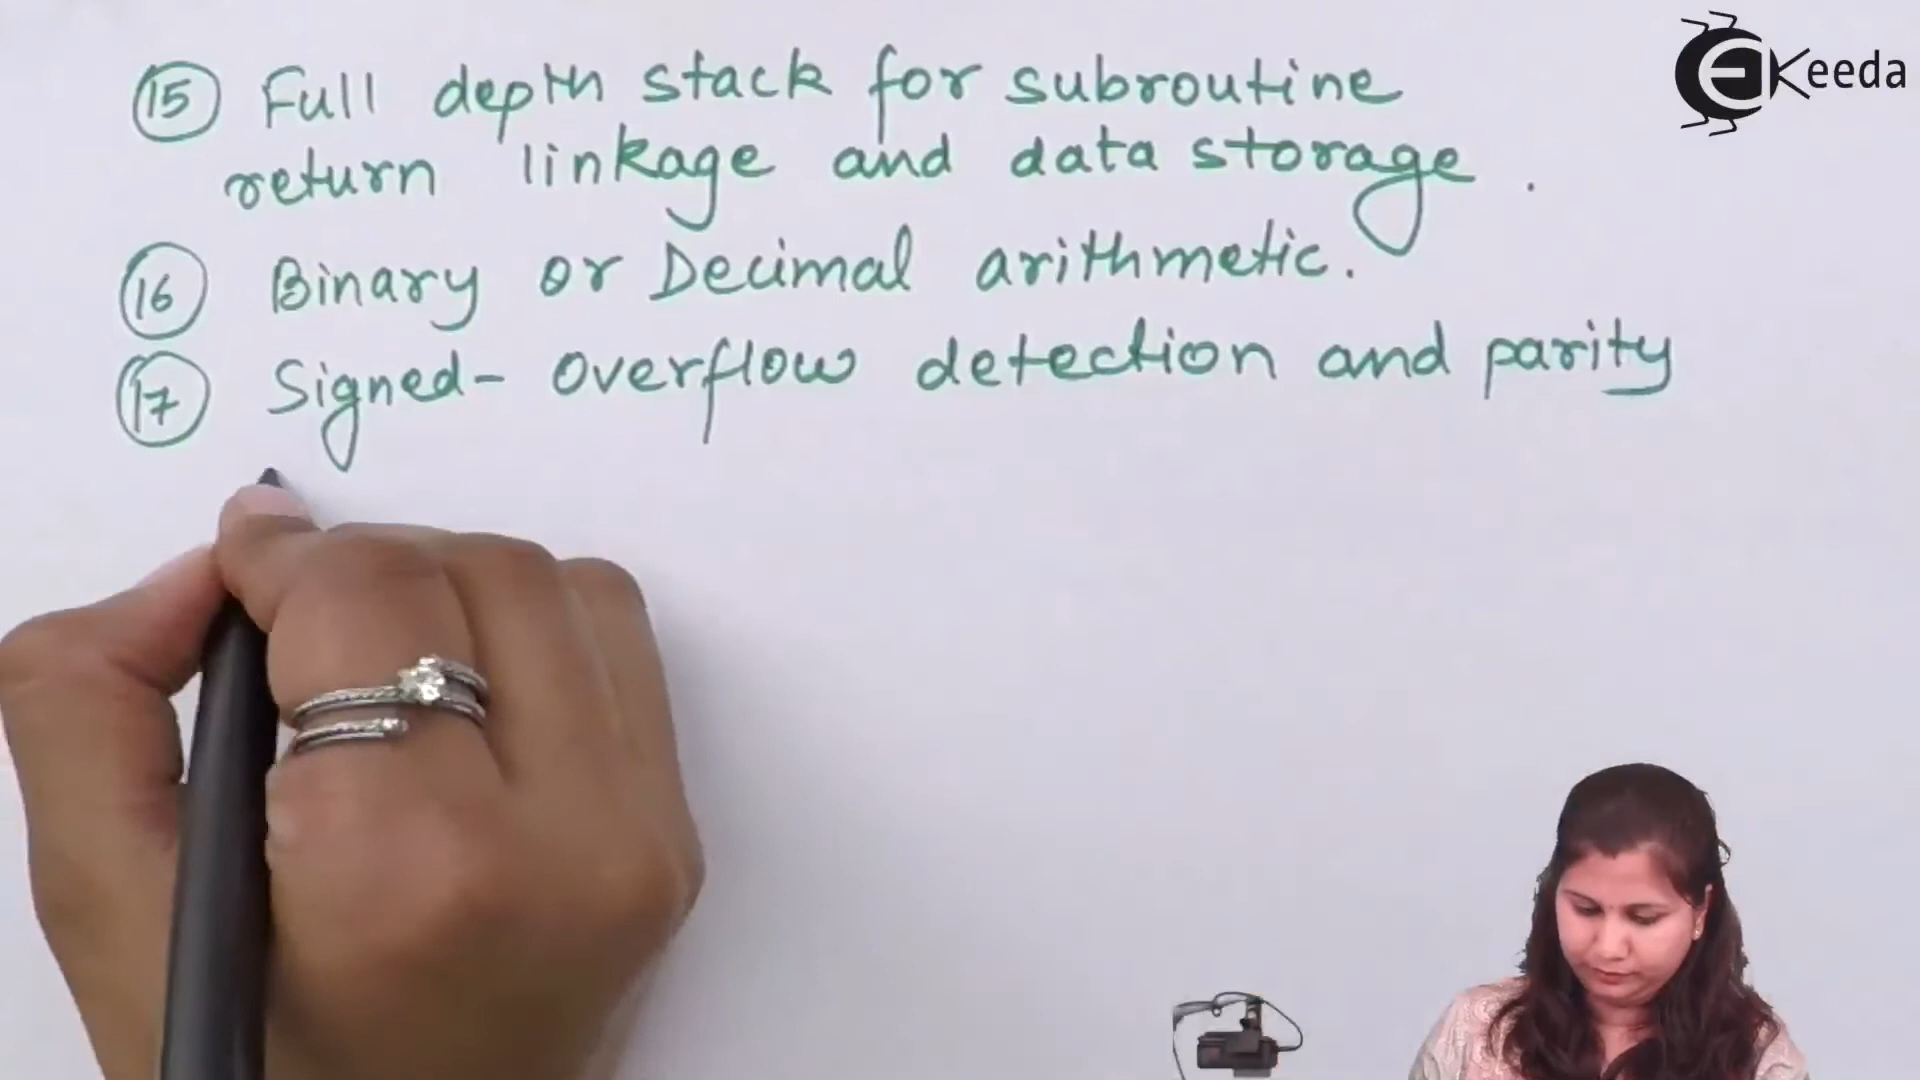 15 Full depth stack for subroutine
return linkage and data storage.
16 Binary or Decimal arithmetic.
17 Signed- overflow detection and parity
EKeeda